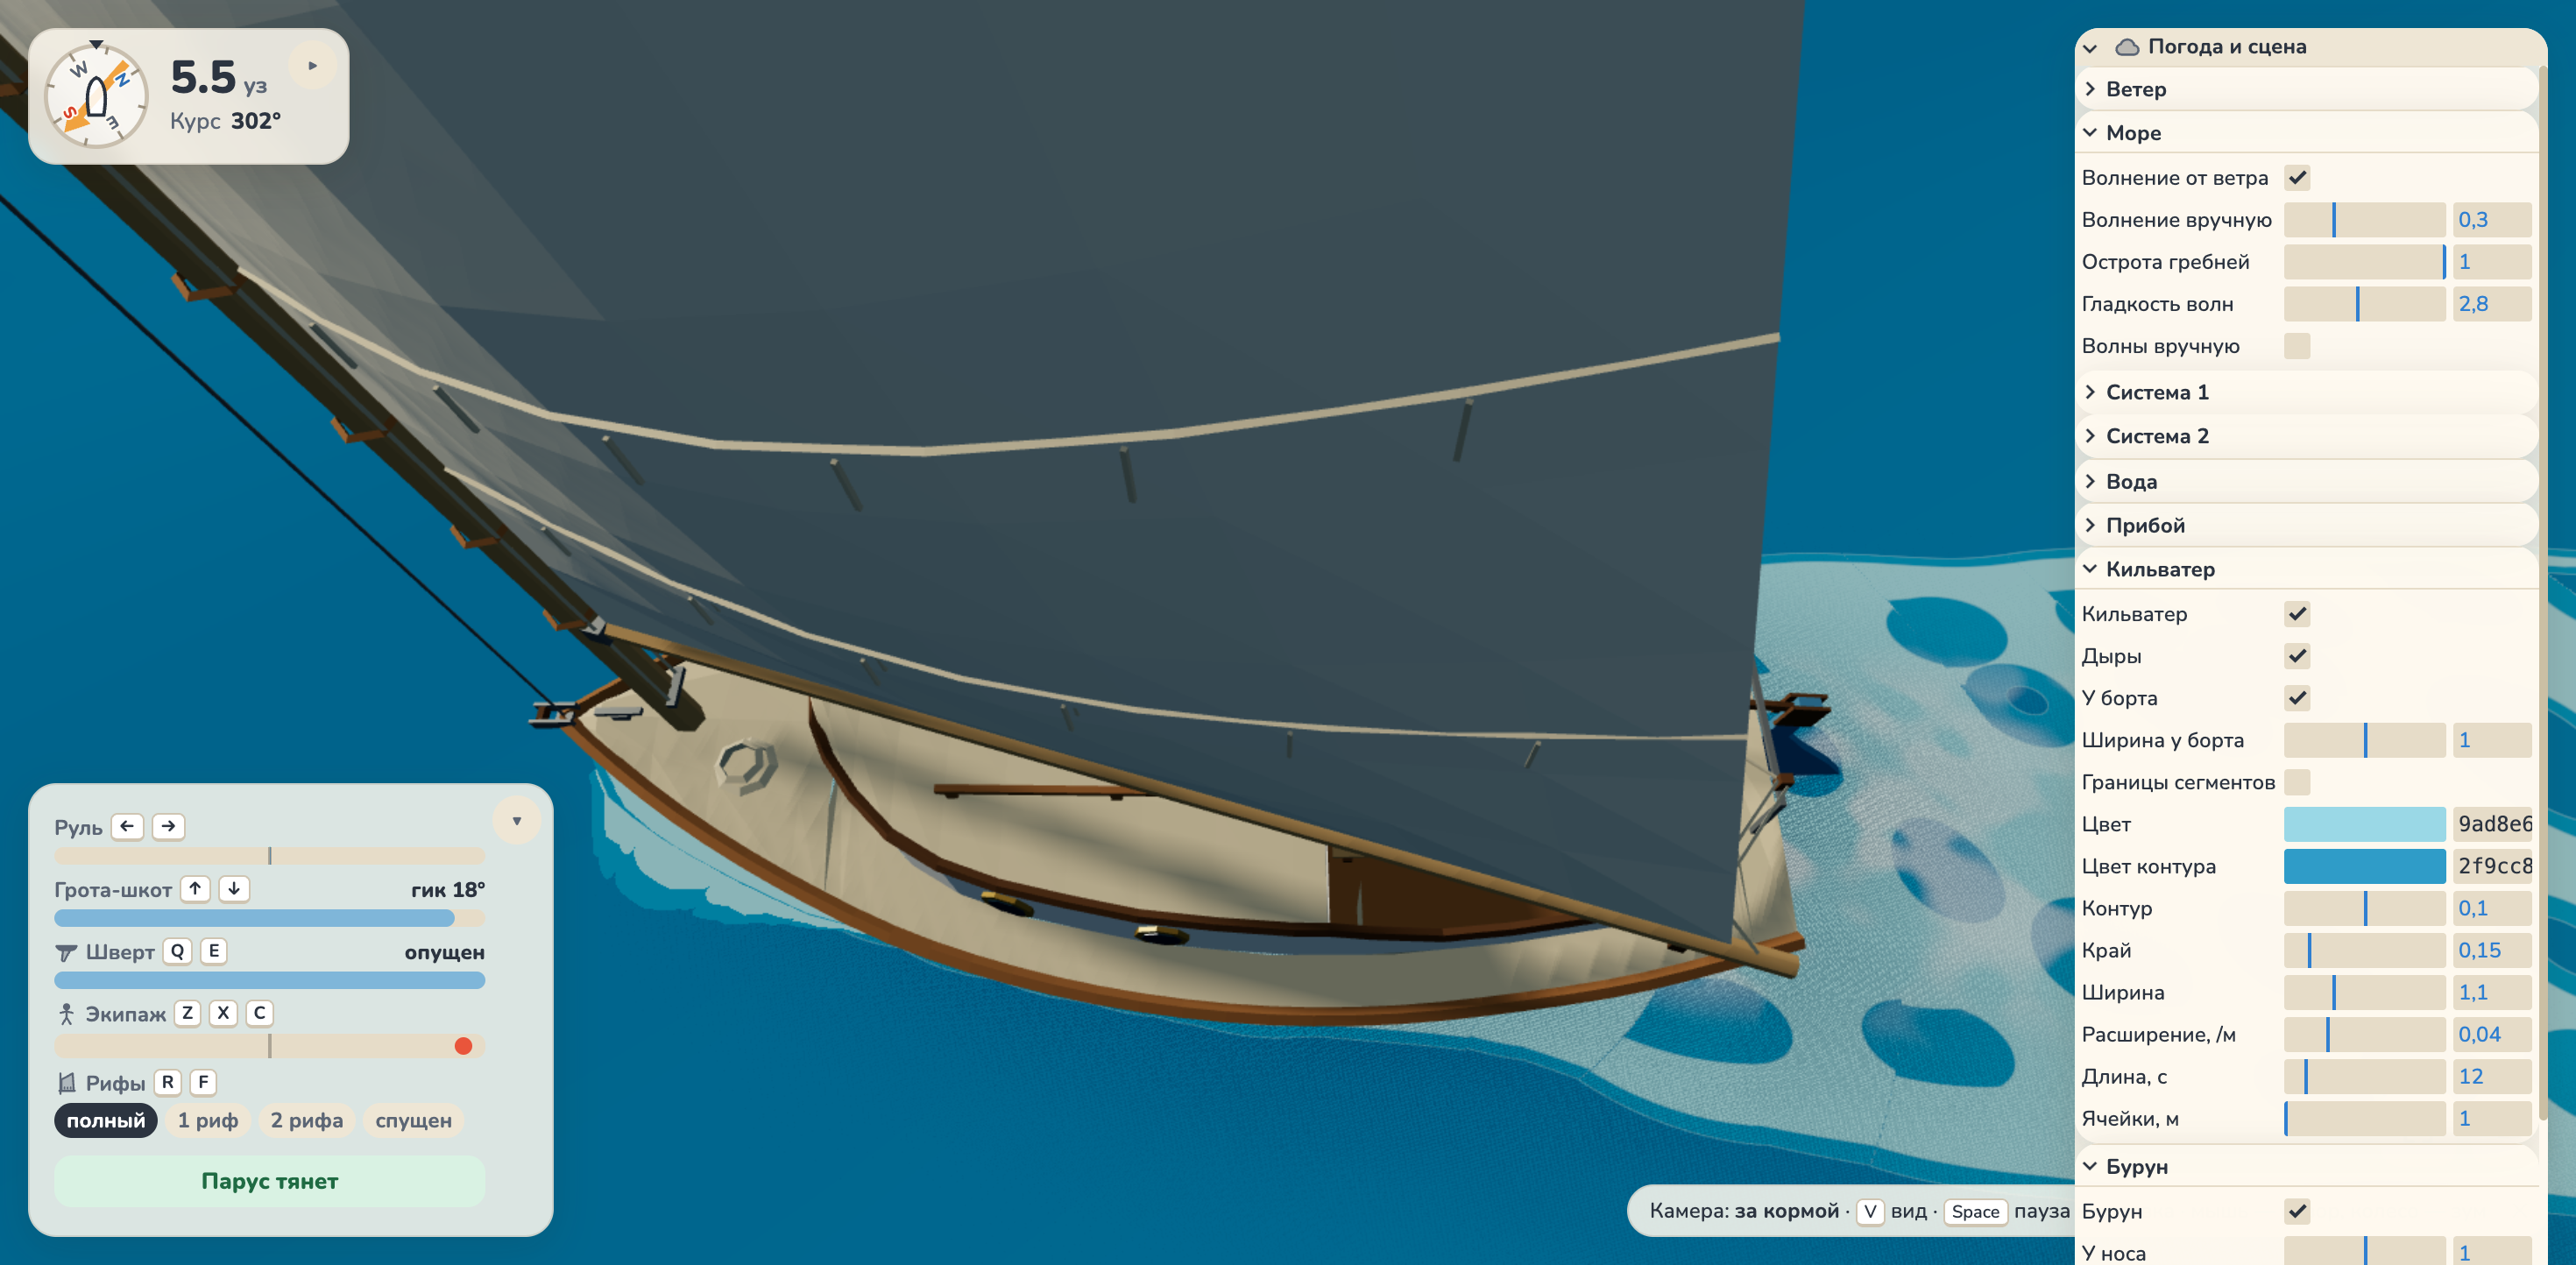 W N S E
5.5 уз
Курс 302°
Руль ← →
Грота-шкот ↑ ↓ гик 18°
Шверт Q E опущен
Экипаж Z X C
Рифы R F
полный 1 риф 2 рифа спущен
Парус тянет
Камера: за кормой · V вид · Space пауза
Погода и сцена
Ветер
Море
Волнение от ветра
Волнение вручную 0,3
Острота гребней 1
Гладкость волн 2,8
Волны вручную
Система 1
Система 2
Вода
Прибой
Кильватер
Кильватер
Дыры
У борта
Ширина у борта 1
Границы сегментов
Цвет 9ad8e6
Цвет контура 2f9cc8
Контур 0,1
Край 0,15
Ширина 1,1
Расширение, /м 0,04
Длина, с 12
Ячейки, м 1
Бурун
Бурун
У носа 1